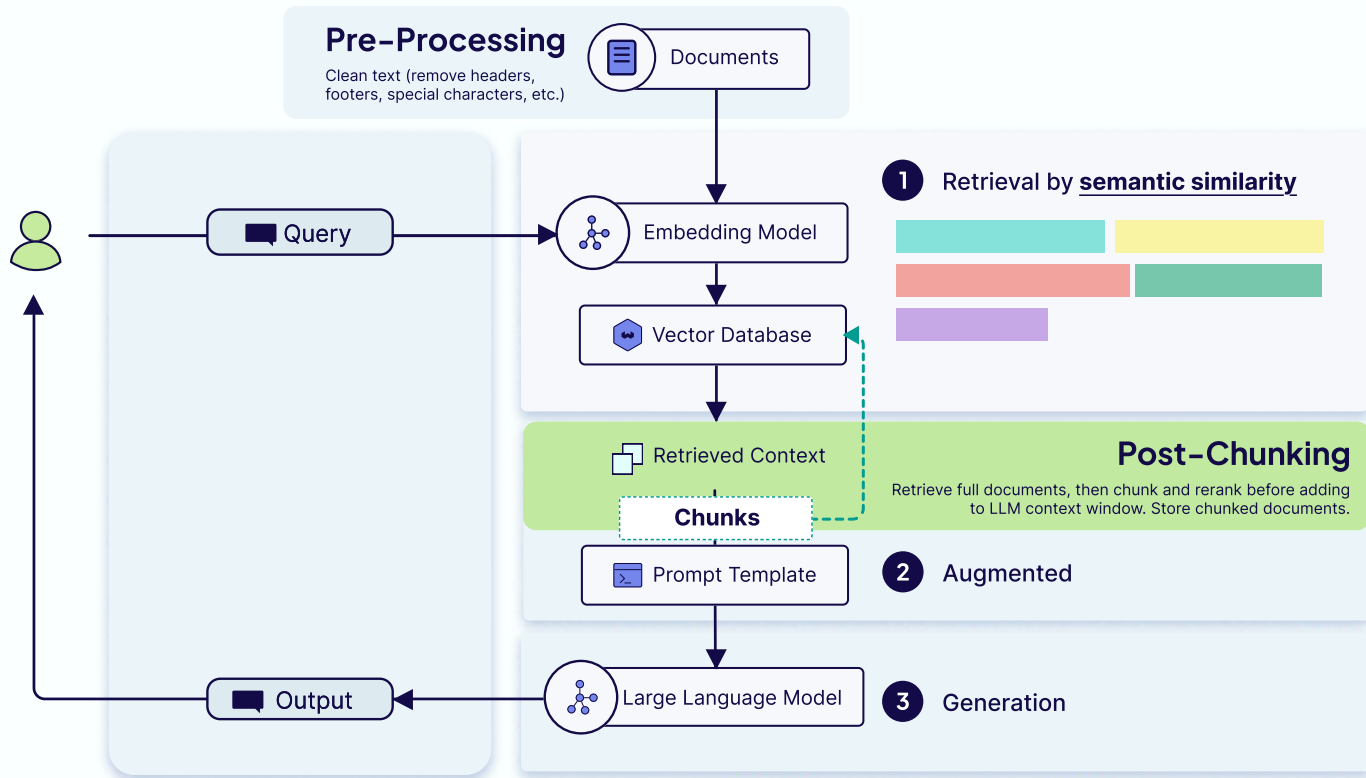 Pre-Processing
Clean text (remove headers,
footers, special characters, etc.)
Documents
1
Retrieval by semantic similarity
Query
Embedding Model
Vector Database
Retrieved Context
Post-Chunking
Retrieve full documents, then chunk and rerank before adding
to LLM context window. Store chunked documents.
Chunks
Prompt Template
2
Augmented
Output
Large Language Model
3
Generation